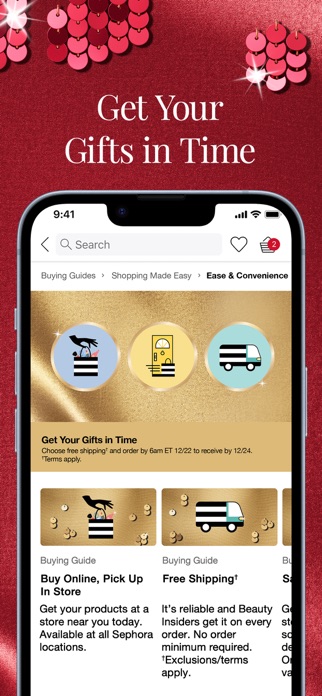 Get Your
Gifts in Time
9:41
Search
2
Buying Guides > Shopping Made Easy > Ease & Convenience
Get Your Gifts in Time
Choose free shipping† and order by 6am ET 12/22 to receive by 12/24.
†Terms apply.
Buying Guide
Buy Online, Pick Up
In Store
Get your products at a
store near you today.
Available at all Sephora
locations.
Buying Guide
Free Shipping†
It's reliable and Beauty
Insiders get it on every
order. No order
minimum required.
†Exclusions/terms
apply.